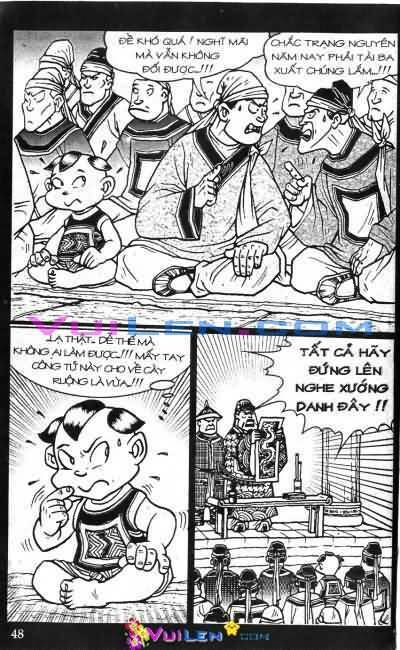 ĐỀ KHÓ QUÁ ! NGHĨ MÃI
MÀ VẪN KHÔNG
ĐỐI ĐƯỢC...!!!
CHẮC TRẠNG NGUYÊN
NĂM NAY PHẢI TÀI BA
XUẤT CHÚNG LẮM...!!!
VUILEN.COM
...LẠ THẬT.. DỄ THẾ MÀ
KHÔNG AI LÀM ĐƯỢC!!! MẤY TAY
CÔNG TỬ NÀY CHO VỀ CÀY
RUỘNG LÀ VỪA...!!!
TẤT CẢ HÃY
ĐỨNG LÊN
NGHE XƯỚNG
DANH ĐÂY !!
48
VUILEN.COM